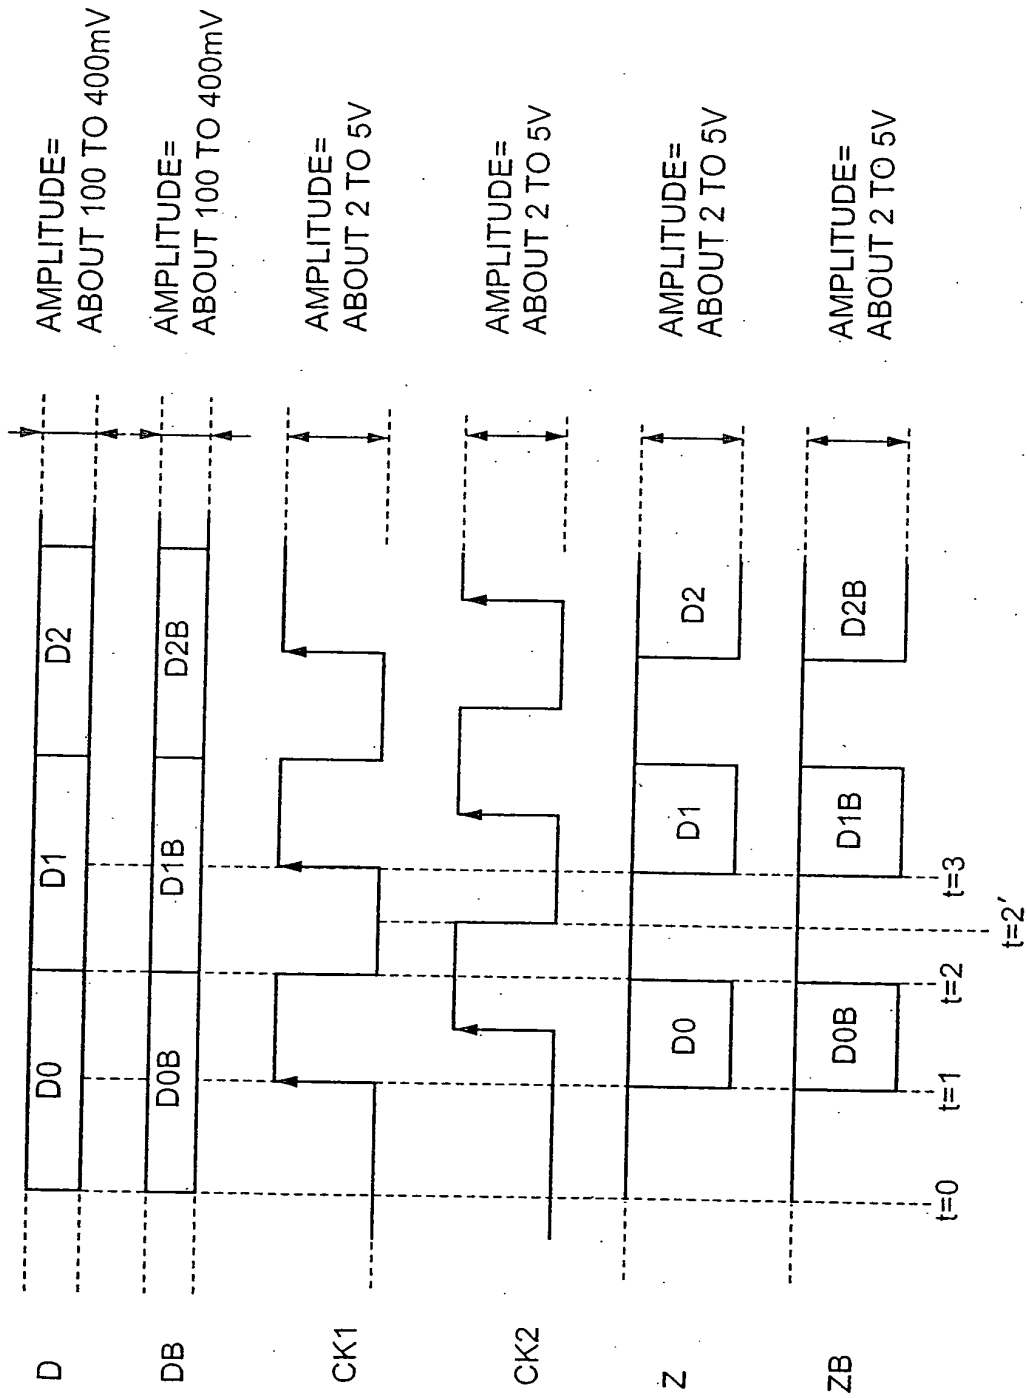 D
D0
D1
D2
AMPLITUDE=
ABOUT 100 TO 400mV
DB
D0B
D1B
D2B
AMPLITUDE=
ABOUT 100 TO 400mV
CK1
AMPLITUDE=
ABOUT 2 TO 5V
CK2
AMPLITUDE=
ABOUT 2 TO 5V
Z
D0
D1
D2
AMPLITUDE=
ABOUT 2 TO 5V
ZB
D0B
D1B
D2B
AMPLITUDE=
ABOUT 2 TO 5V
t=0
t=1
t=2
t=3
t=2′